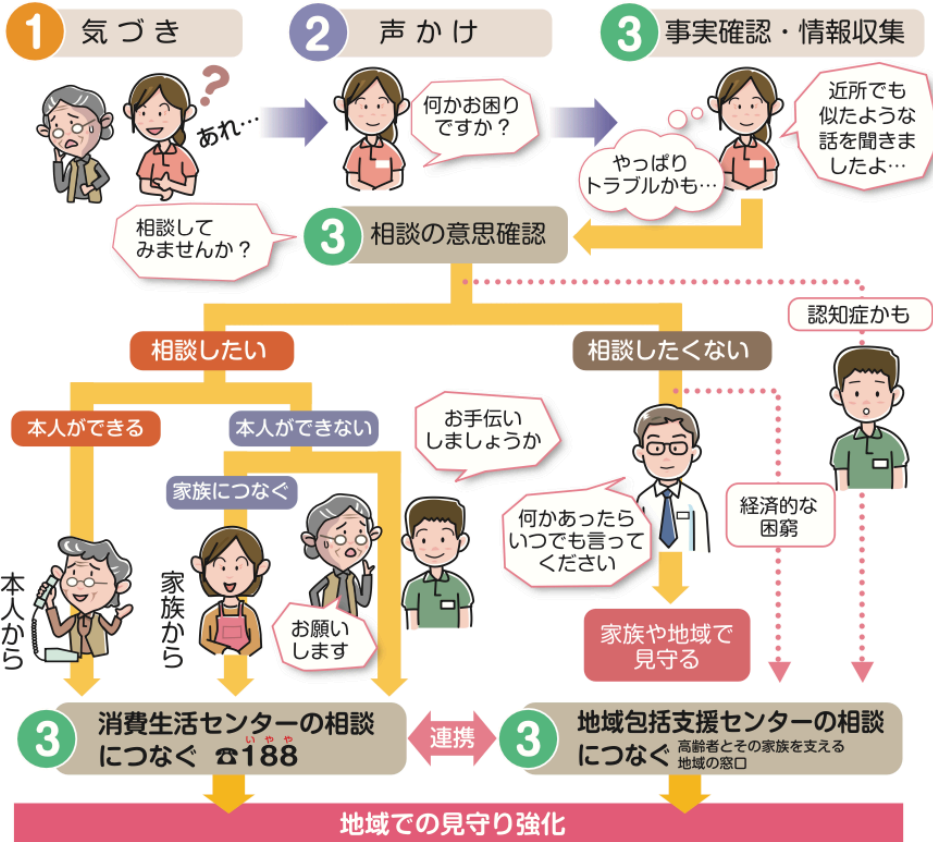 1 気づき
2 声かけ
3 事実確認・情報収集
あれ…
何かお困り
ですか？
やっぱり
トラブルかも…
近所でも
似たような
話を聞きま
したよ…
相談して
みませんか？
3 相談の意思確認
認知症かも
相談したい
相談したくない
本人ができる
本人ができない
お手伝い
しましょうか
家族につなぐ
何かあったら
いつでも言って
ください
経済的な
困窮
本人から
家族から
お願い
します
家族や地域で
見守る
3 消費生活センターの相談
につなぐ ☎188
いやや
連携
3 地域包括支援センターの相談
につなぐ 高齢者とその家族を支える
地域の窓口
地域での見守り強化